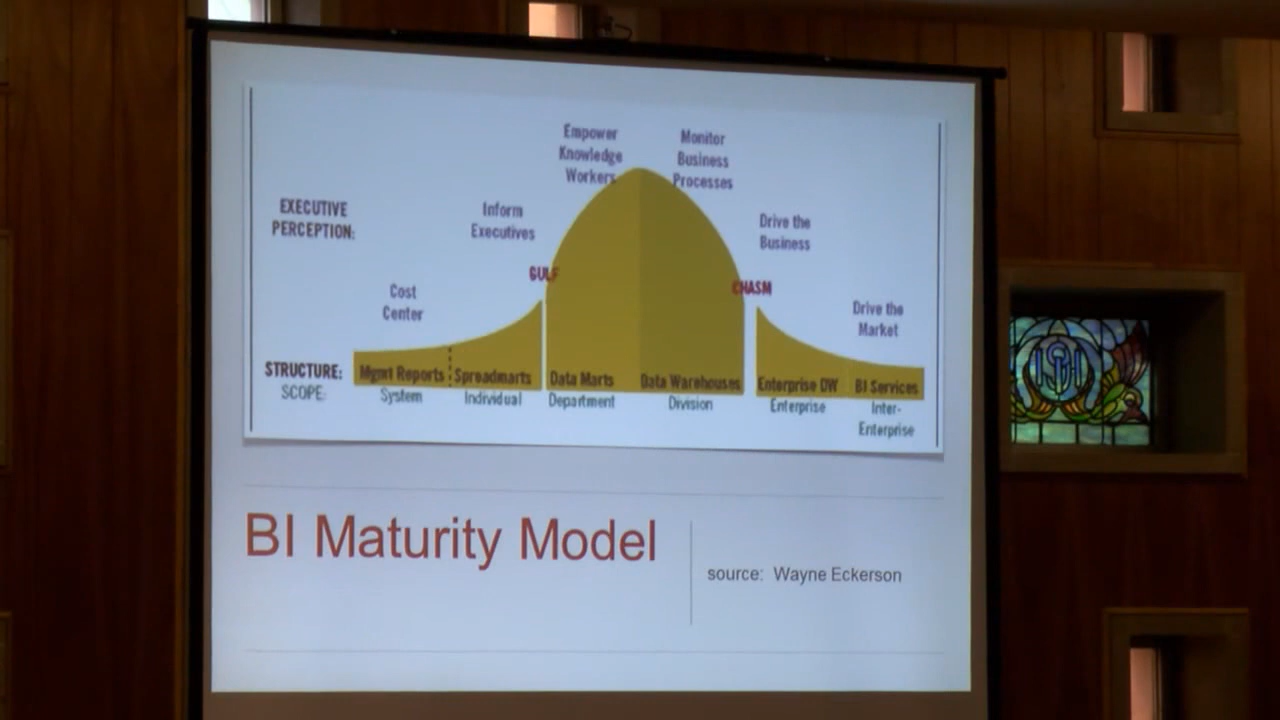 Empower
Knowledge
Workers
Monitor
Business
Processes
EXECUTIVE
PERCEPTION:
Inform
Executives
Drive the
Business
GULF
CHASM
Cost
Center
Drive the
Market
STRUCTURE:
Mgmt Reports
Spreadmarts
Data Marts
Data Warehouses
Enterprise DW
BI Services
SCOPE:
System
Individual
Department
Division
Enterprise
Inter-
Enterprise
BI Maturity Model
source: Wayne Eckerson